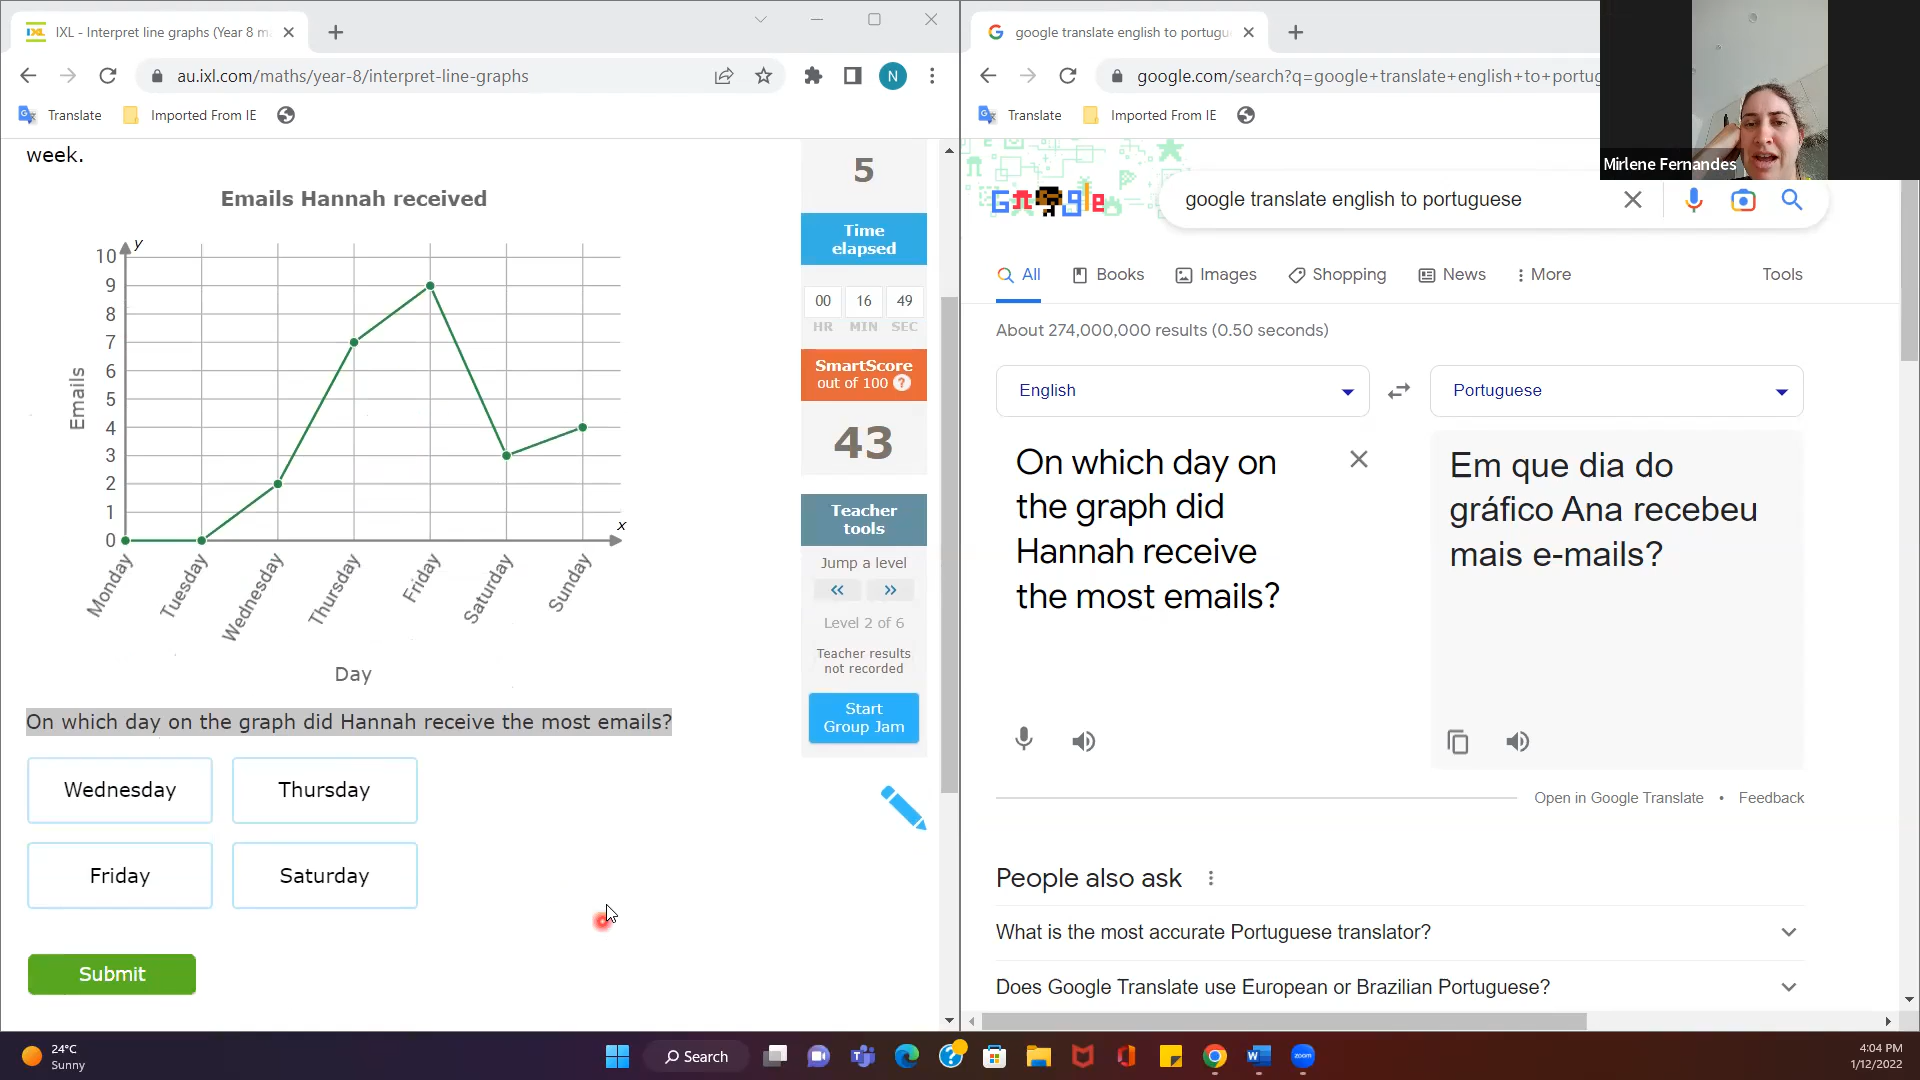 IXL - Interpret line graphs (Year 8 m
au.ixl.com/maths/year-8/interpret-line-graphs
N
Translate
Imported From IE
week.
Emails Hannah received
y
10
9
8
7
6
5
4
3
2
1
0
Emails
x
Monday
Tuesday
Wednesday
Thursday
Friday
Saturday
Sunday
Day
On which day on the graph did Hannah receive the most emails?
Wednesday
Thursday
Friday
Saturday
Submit
5
Time
elapsed
00 16 49
HR MIN SEC
SmartScore
out of 100 ?
43
Teacher
tools
Jump a level
Level 2 of 6
Teacher results
not recorded
Start
Group Jam
google translate english to portugu
google.com/search?q=google+translate+english+to+portug
Translate
Imported From IE
Mirlene Fernandes
Google
google translate english to portuguese
All
Books
Images
Shopping
News
More
Tools
About 274,000,000 results (0.50 seconds)
English
Portuguese
On which day on
the graph did
Hannah receive
the most emails?
Em que dia do
gráfico Ana recebeu
mais e-mails?
Open in Google Translate • Feedback
People also ask
What is the most accurate Portuguese translator?
Does Google Translate use European or Brazilian Portuguese?
24°C
Sunny
Search
zoom
4:04 PM
1/12/2022